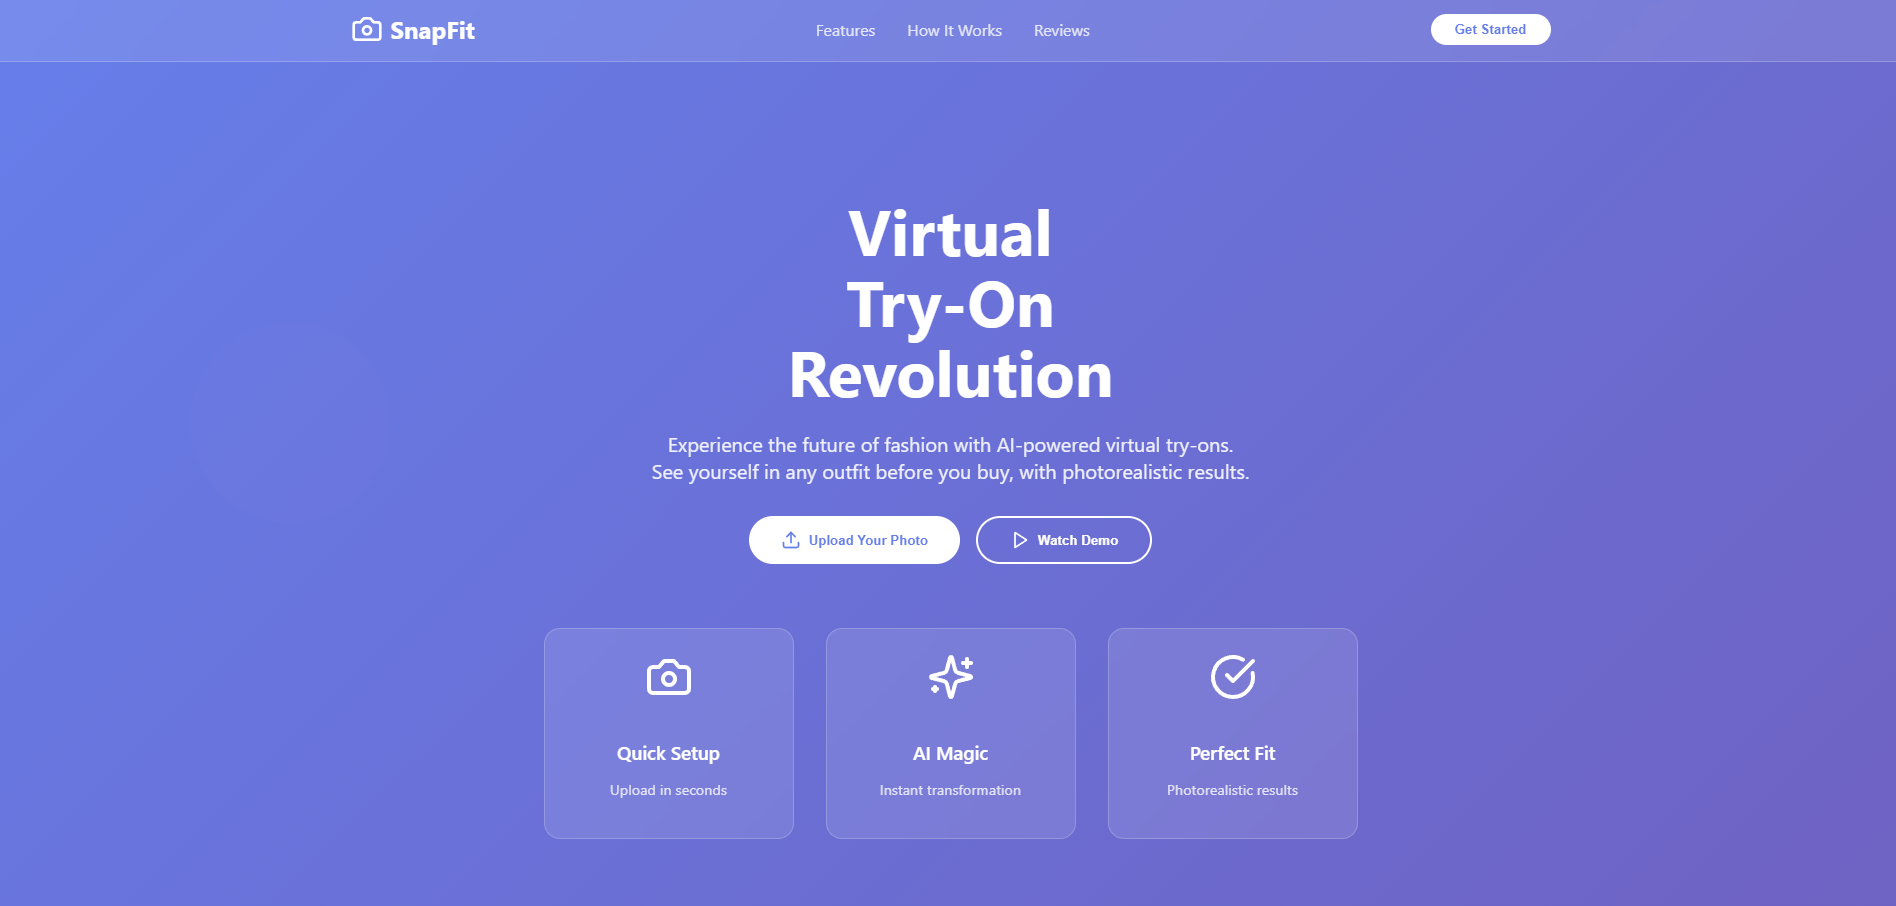 SnapFit
Features
How It Works
Reviews
Get Started
Virtual
Try-On
Revolution
Experience the future of fashion with AI-powered virtual try-ons.
See yourself in any outfit before you buy, with photorealistic results.
Upload Your Photo
Watch Demo
Quick Setup
Upload in seconds
AI Magic
Instant transformation
Perfect Fit
Photorealistic results